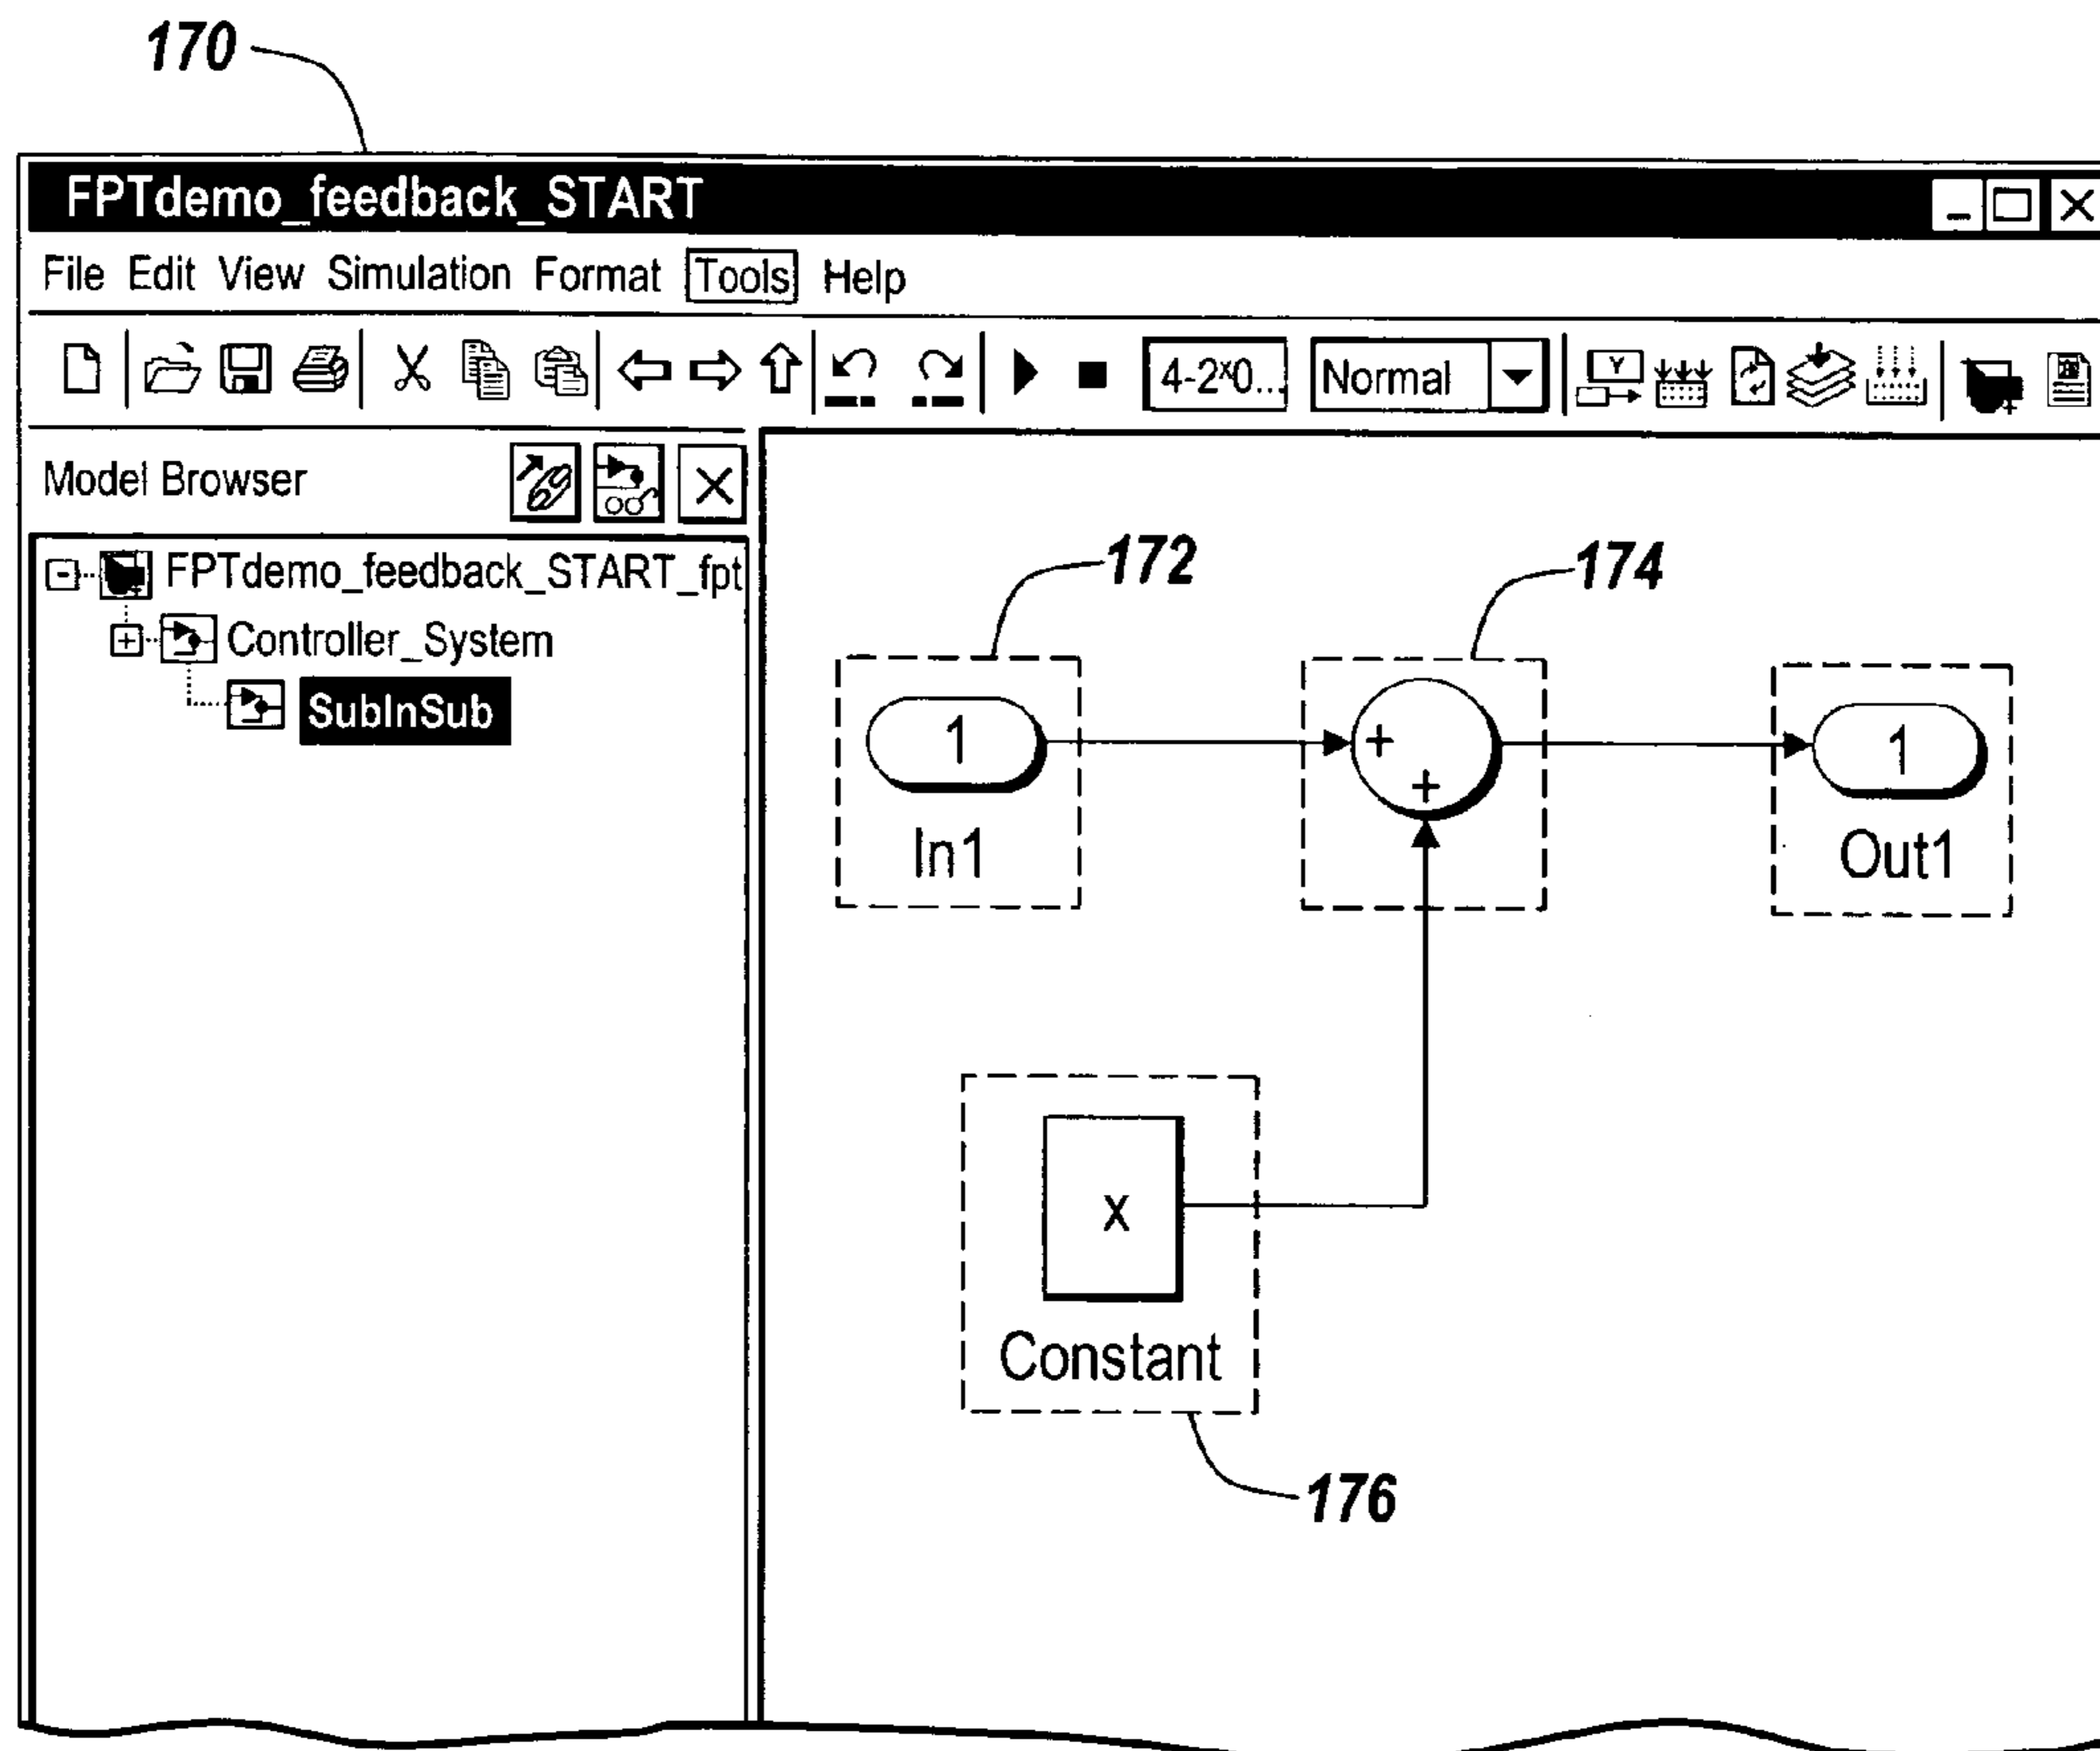 170
FPTdemo_feedback_START
File Edit View Simulation Format Tools Help
4-2x0... Normal
Model Browser
FPTdemo_feedback_START_fpt
Controller_System
SubInSub
172
174
1
+
+
1
In1
Out1
x
Constant
176